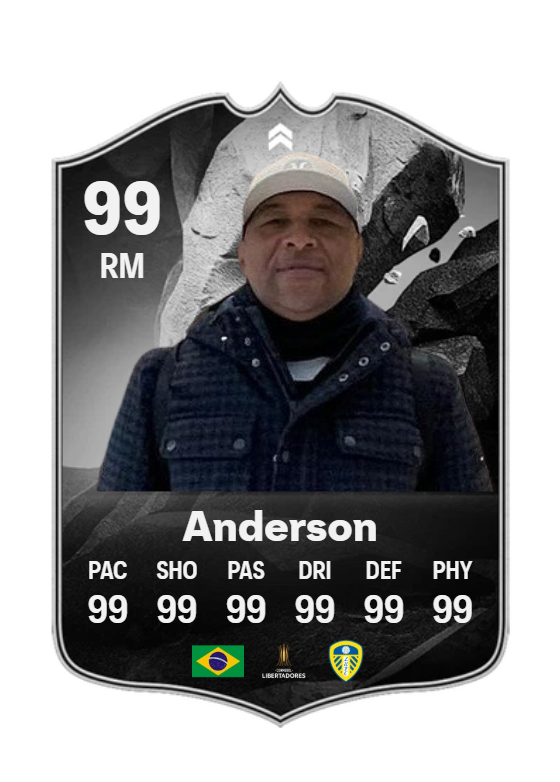 99
RM
Anderson
PAC SHO PAS DRI DEF PHY
99 99 99 99 99 99
LIBERTADORES